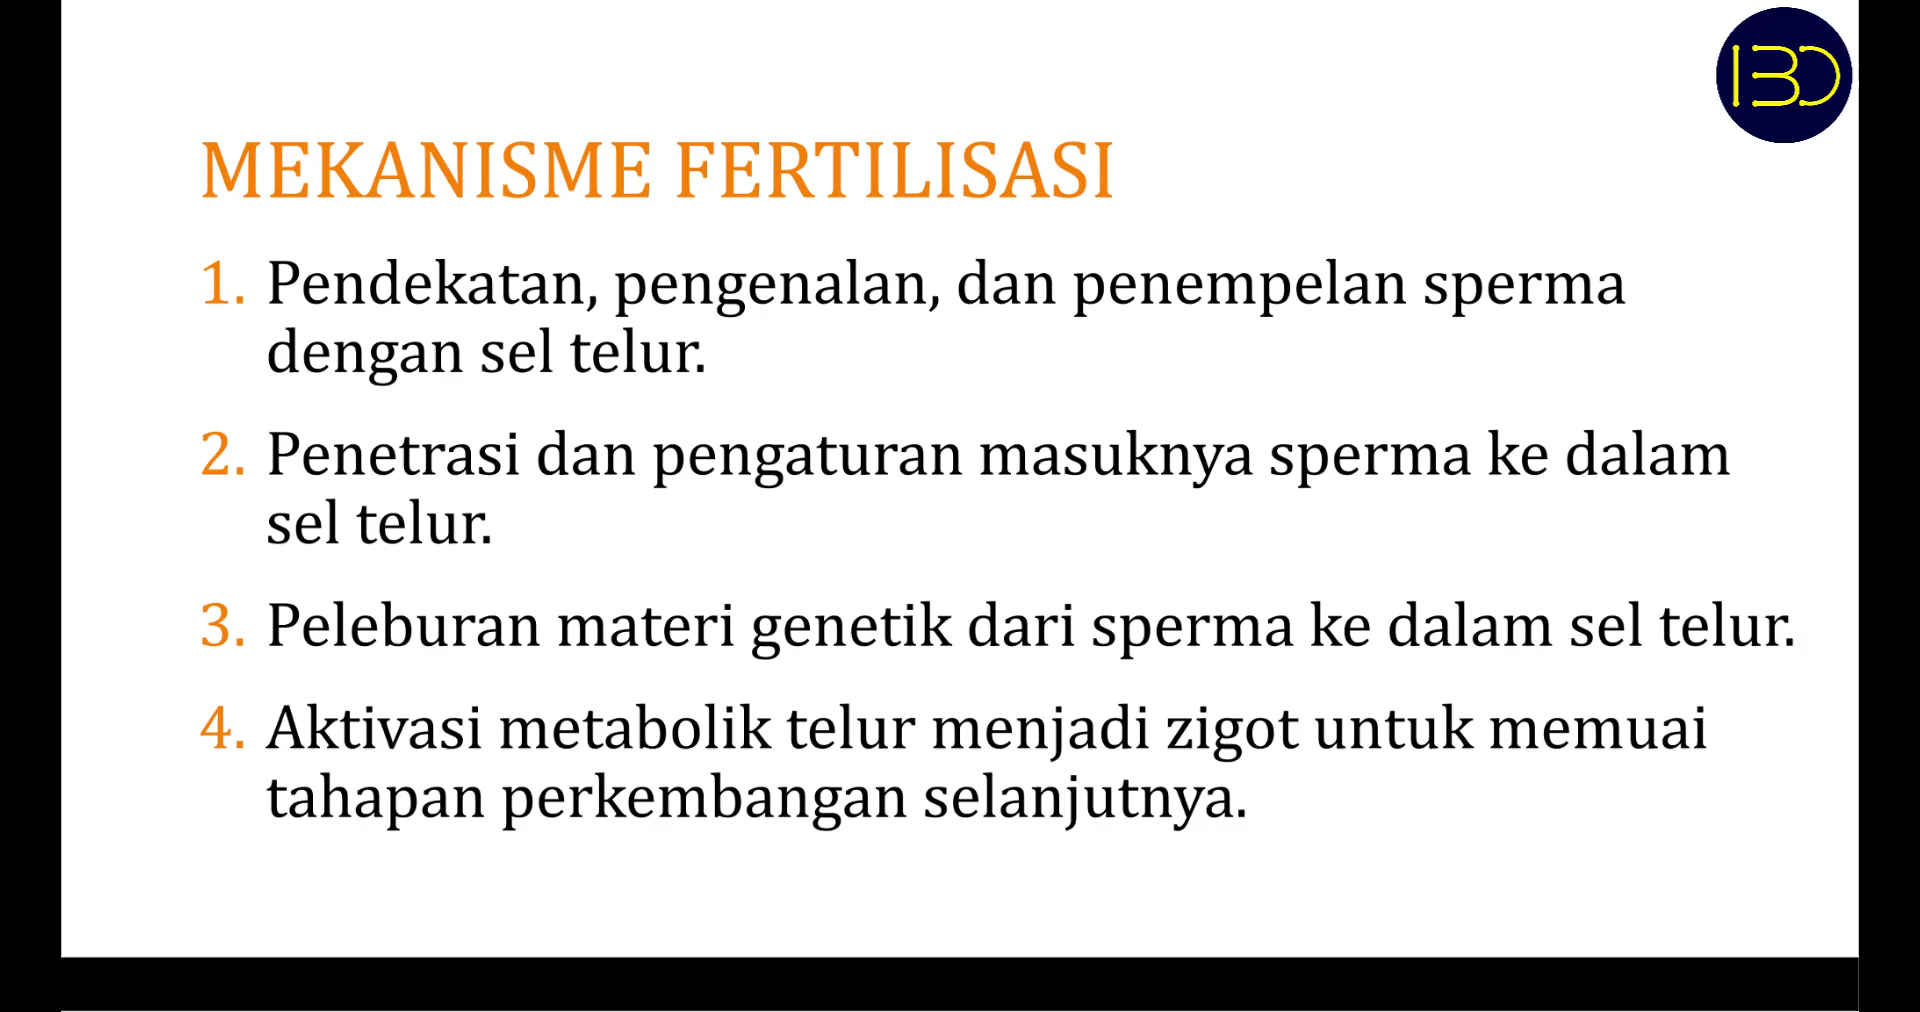 IBD
MEKANISME FERTILISASI
1. Pendekatan, pengenalan, dan penempelan sperma
dengan sel telur.
2. Penetrasi dan pengaturan masuknya sperma ke dalam
sel telur.
3. Peleburan materi genetik dari sperma ke dalam sel telur.
4. Aktivasi metabolik telur menjadi zigot untuk memuai
tahapan perkembangan selanjutnya.